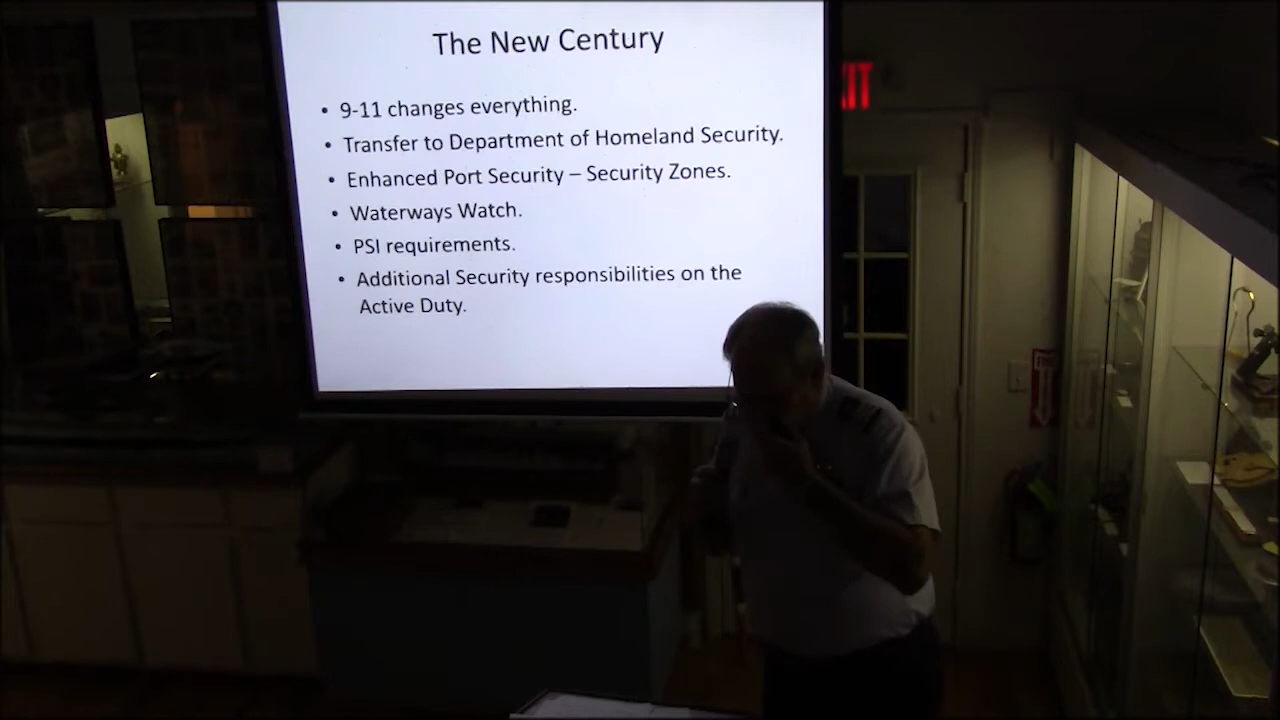 The New Century
• 9-11 changes everything.
• Transfer to Department of Homeland Security.
• Enhanced Port Security – Security Zones.
• Waterways Watch.
• PSI requirements.
• Additional Security responsibilities on the
Active Duty.
XIT